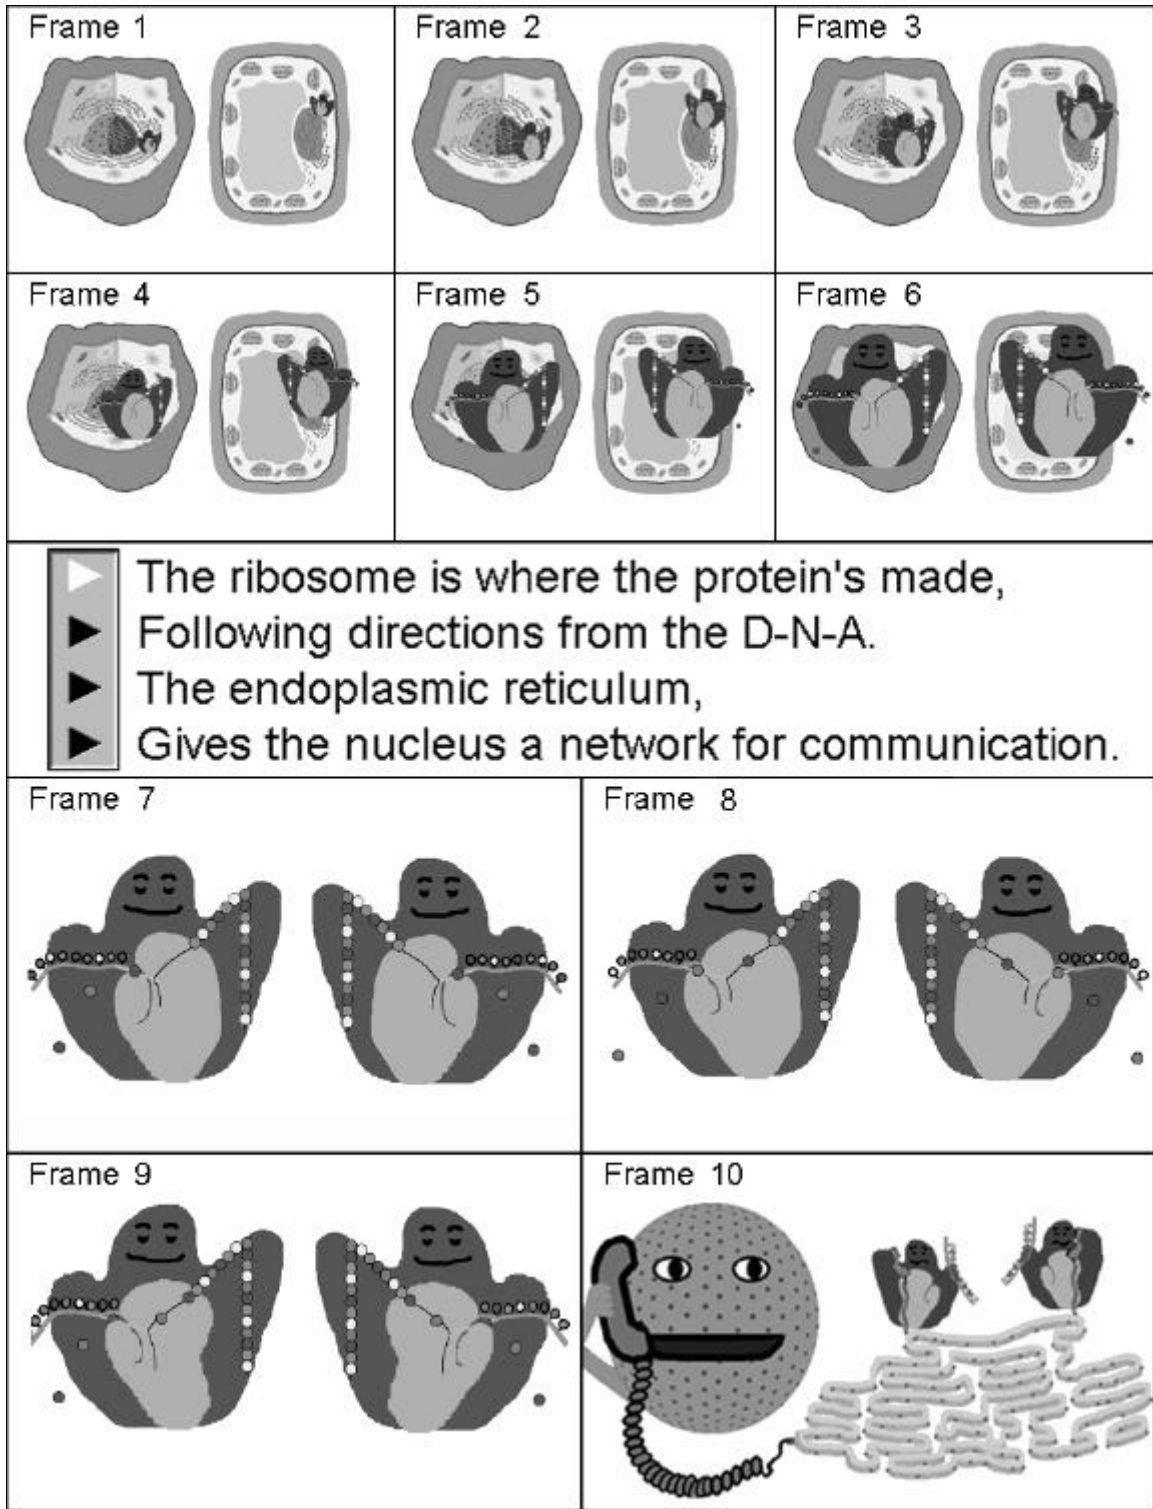 Frame 1
Frame 2
Frame 3
Frame 4
Frame 5
Frame 6
The ribosome is where the protein's made,
Following directions from the D-N-A.
The endoplasmic reticulum,
Gives the nucleus a network for communication.
Frame 7
Frame 8
Frame 9
Frame 10